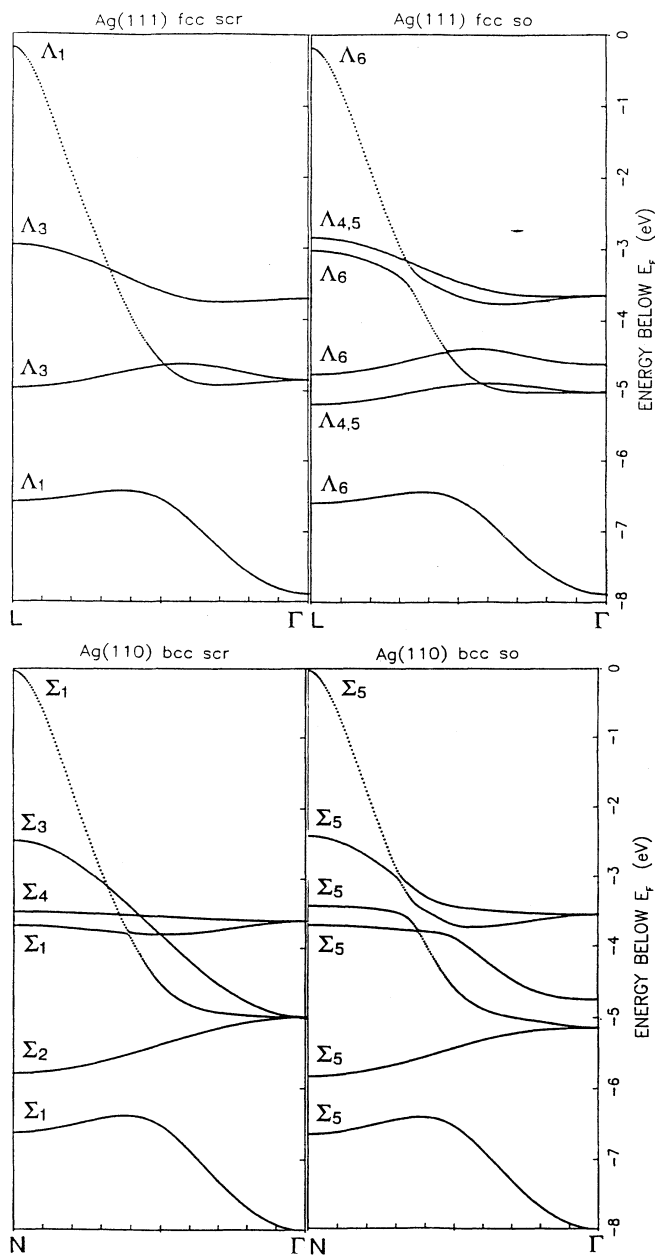 Ag(111) fcc scr
Ag(111) fcc so
Λ1
Λ3
Λ3
Λ1
Λ6
Λ4,5
Λ6
Λ6
Λ4,5
Λ6
0
-1
-2
-3
-4
-5
-6
-7
-8
ENERGY BELOW EF (eV)
L
Γ
L
Γ
Ag(110) bcc scr
Ag(110) bcc so
Σ1
Σ3
Σ4
Σ1
Σ2
Σ1
Σ5
Σ5
Σ5
Σ5
Σ5
Σ5
0
-1
-2
-3
-4
-5
-6
-7
-8
ENERGY BELOW EF (eV)
N
Γ
N
Γ